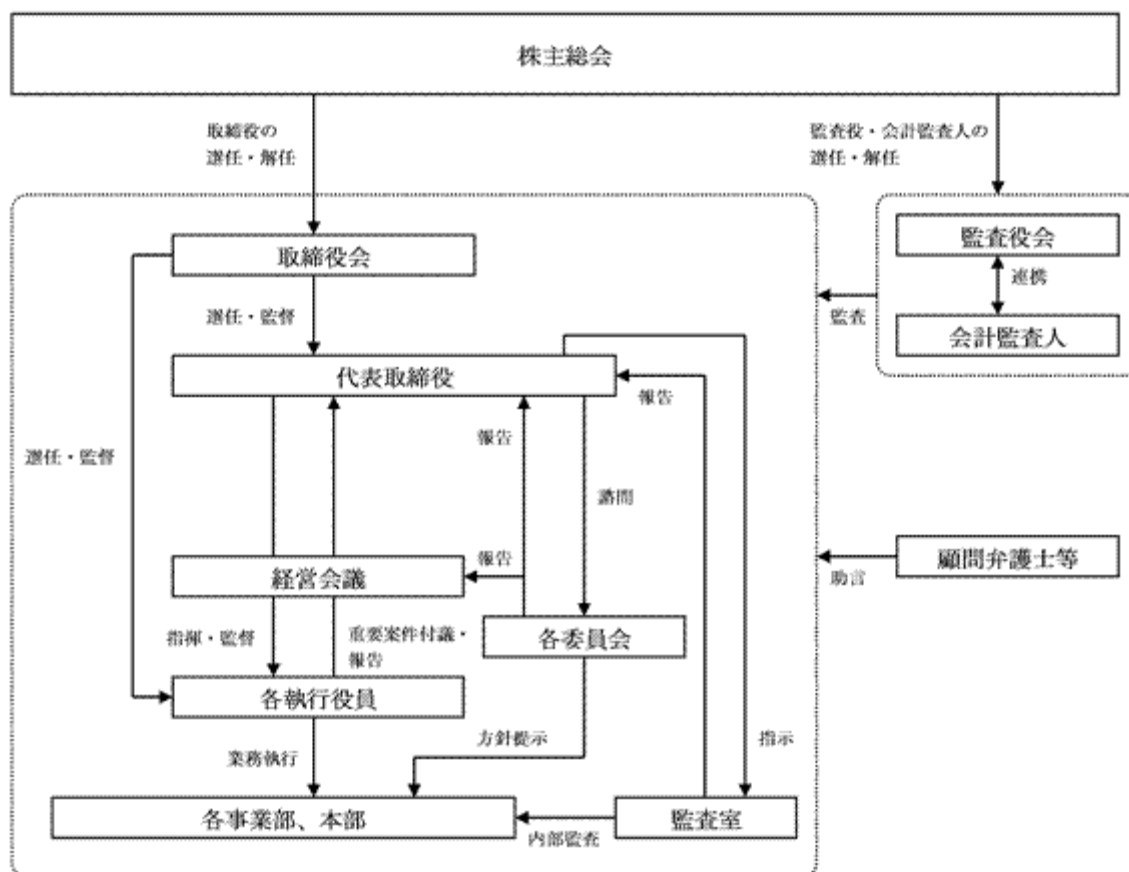 株主総会
取締役の
選任・解任
監査役・会計監査人の
選任・解任
取締役会
監査役会
連携
選任・監督
監査
会計監査人
代表取締役
報告
報告
選任・監督
諮問
経営会議
報告
顧問弁護士等
助言
指揮・監督
重要案件付議・
報告
各委員会
各執行役員
業務執行
方針提示
指示
各事業部、本部
監査室
内部監査